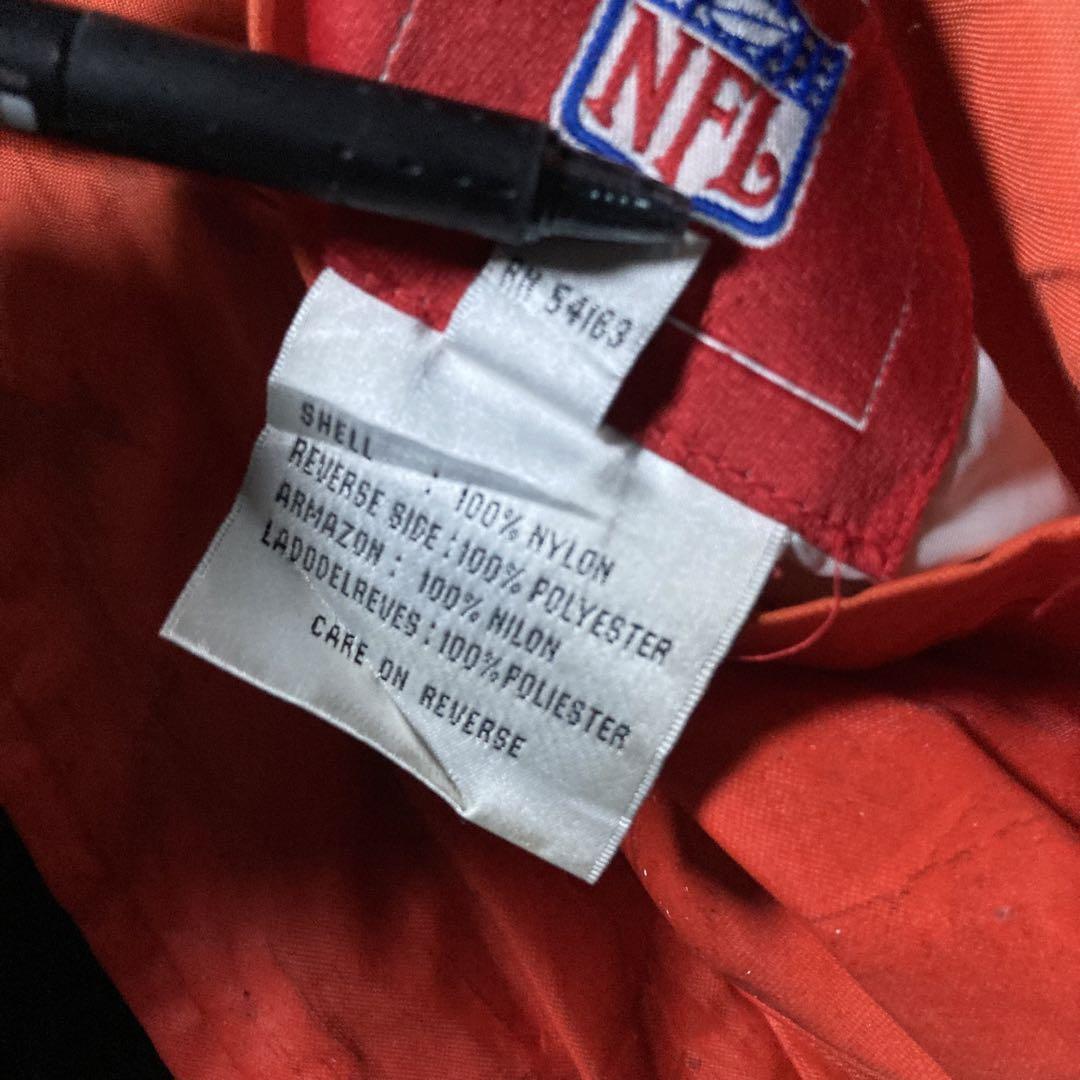 NFL
RN 54163
SHELL : 100% NYLON
REVERSE SIDE : 100% POLYESTER
ARMAZON : 100% NILON
LADODELREVES : 100% POLIESTER
CARE ON REVERSE